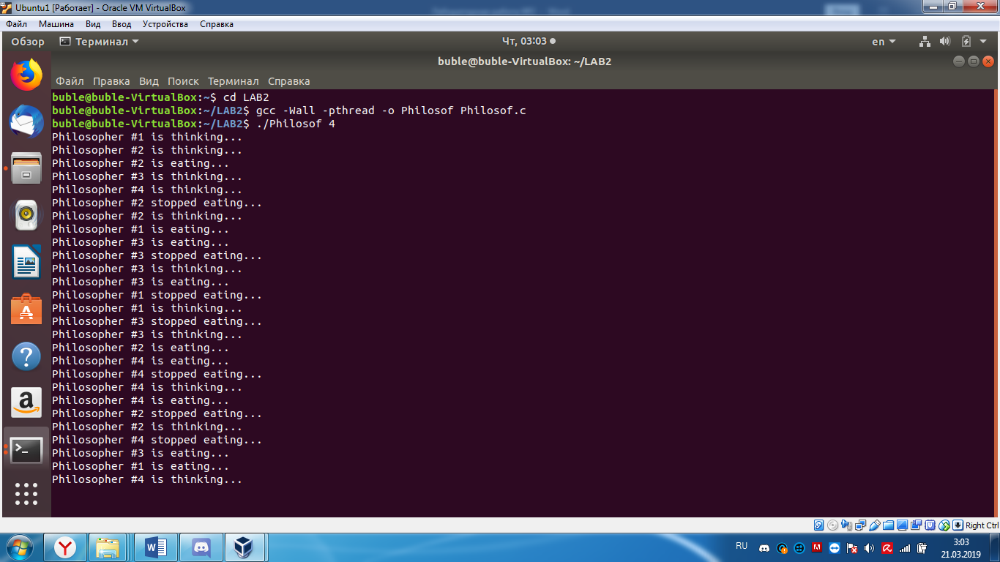 Ubuntu1 [Работает] - Oracle VM VirtualBox
Файл Машина Вид Ввод Устройства Справка
Обзор Терминал Чт, 03:03 en
buble@buble-VirtualBox: ~/LAB2
Файл Правка Вид Поиск Терминал Справка
buble@buble-VirtualBox:~$ cd LAB2
buble@buble-VirtualBox:~/LAB2$ gcc -Wall -pthread -o Philosof Philosof.c
buble@buble-VirtualBox:~/LAB2$ ./Philosof 4
Philosopher #1 is thinking...
Philosopher #2 is thinking...
Philosopher #2 is eating...
Philosopher #3 is thinking...
Philosopher #4 is thinking...
Philosopher #2 stopped eating...
Philosopher #2 is thinking...
Philosopher #1 is eating...
Philosopher #3 is eating...
Philosopher #3 stopped eating...
Philosopher #3 is thinking...
Philosopher #3 is eating...
Philosopher #1 stopped eating...
Philosopher #1 is thinking...
Philosopher #3 stopped eating...
Philosopher #3 is thinking...
Philosopher #2 is eating...
Philosopher #4 is eating...
Philosopher #4 stopped eating...
Philosopher #4 is thinking...
Philosopher #4 is eating...
Philosopher #2 stopped eating...
Philosopher #2 is thinking...
Philosopher #4 stopped eating...
Philosopher #3 is eating...
Philosopher #1 is eating...
Philosopher #4 is thinking...
Right Ctrl
RU 3:03
21.03.2019